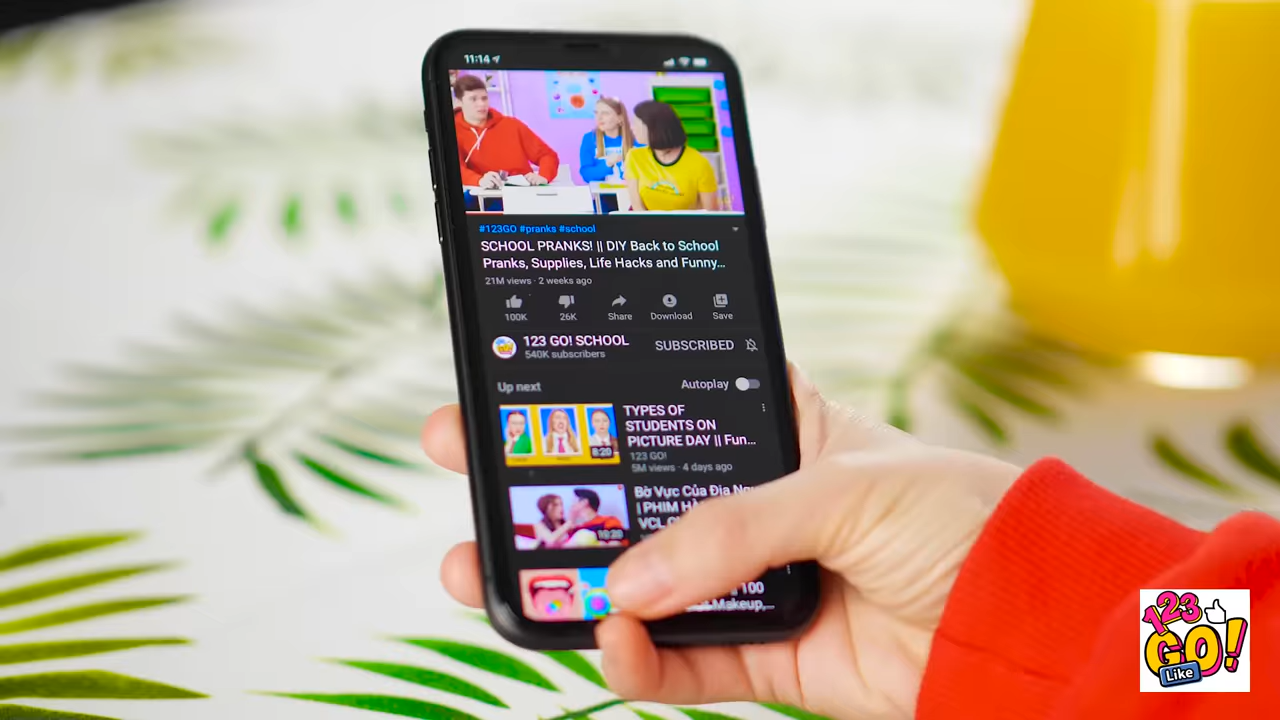 11:14
#123GO #pranks #school
SCHOOL PRANKS! || DIY Back to School
Pranks, Supplies, Life Hacks and Funny...
21M views · 2 weeks ago
100K
26K
Share
Download
Save
123 GO! SCHOOL
540K subscribers
SUBSCRIBED
Up next
Autoplay
8:20
TYPES OF
STUDENTS ON
PICTURE DAY || Fun...
123 GO!
5M views · 4 days ago
10:20
Bờ Vực Của Địa
| PHIM
VCL
100
Makeup,...
123
GO!
Like